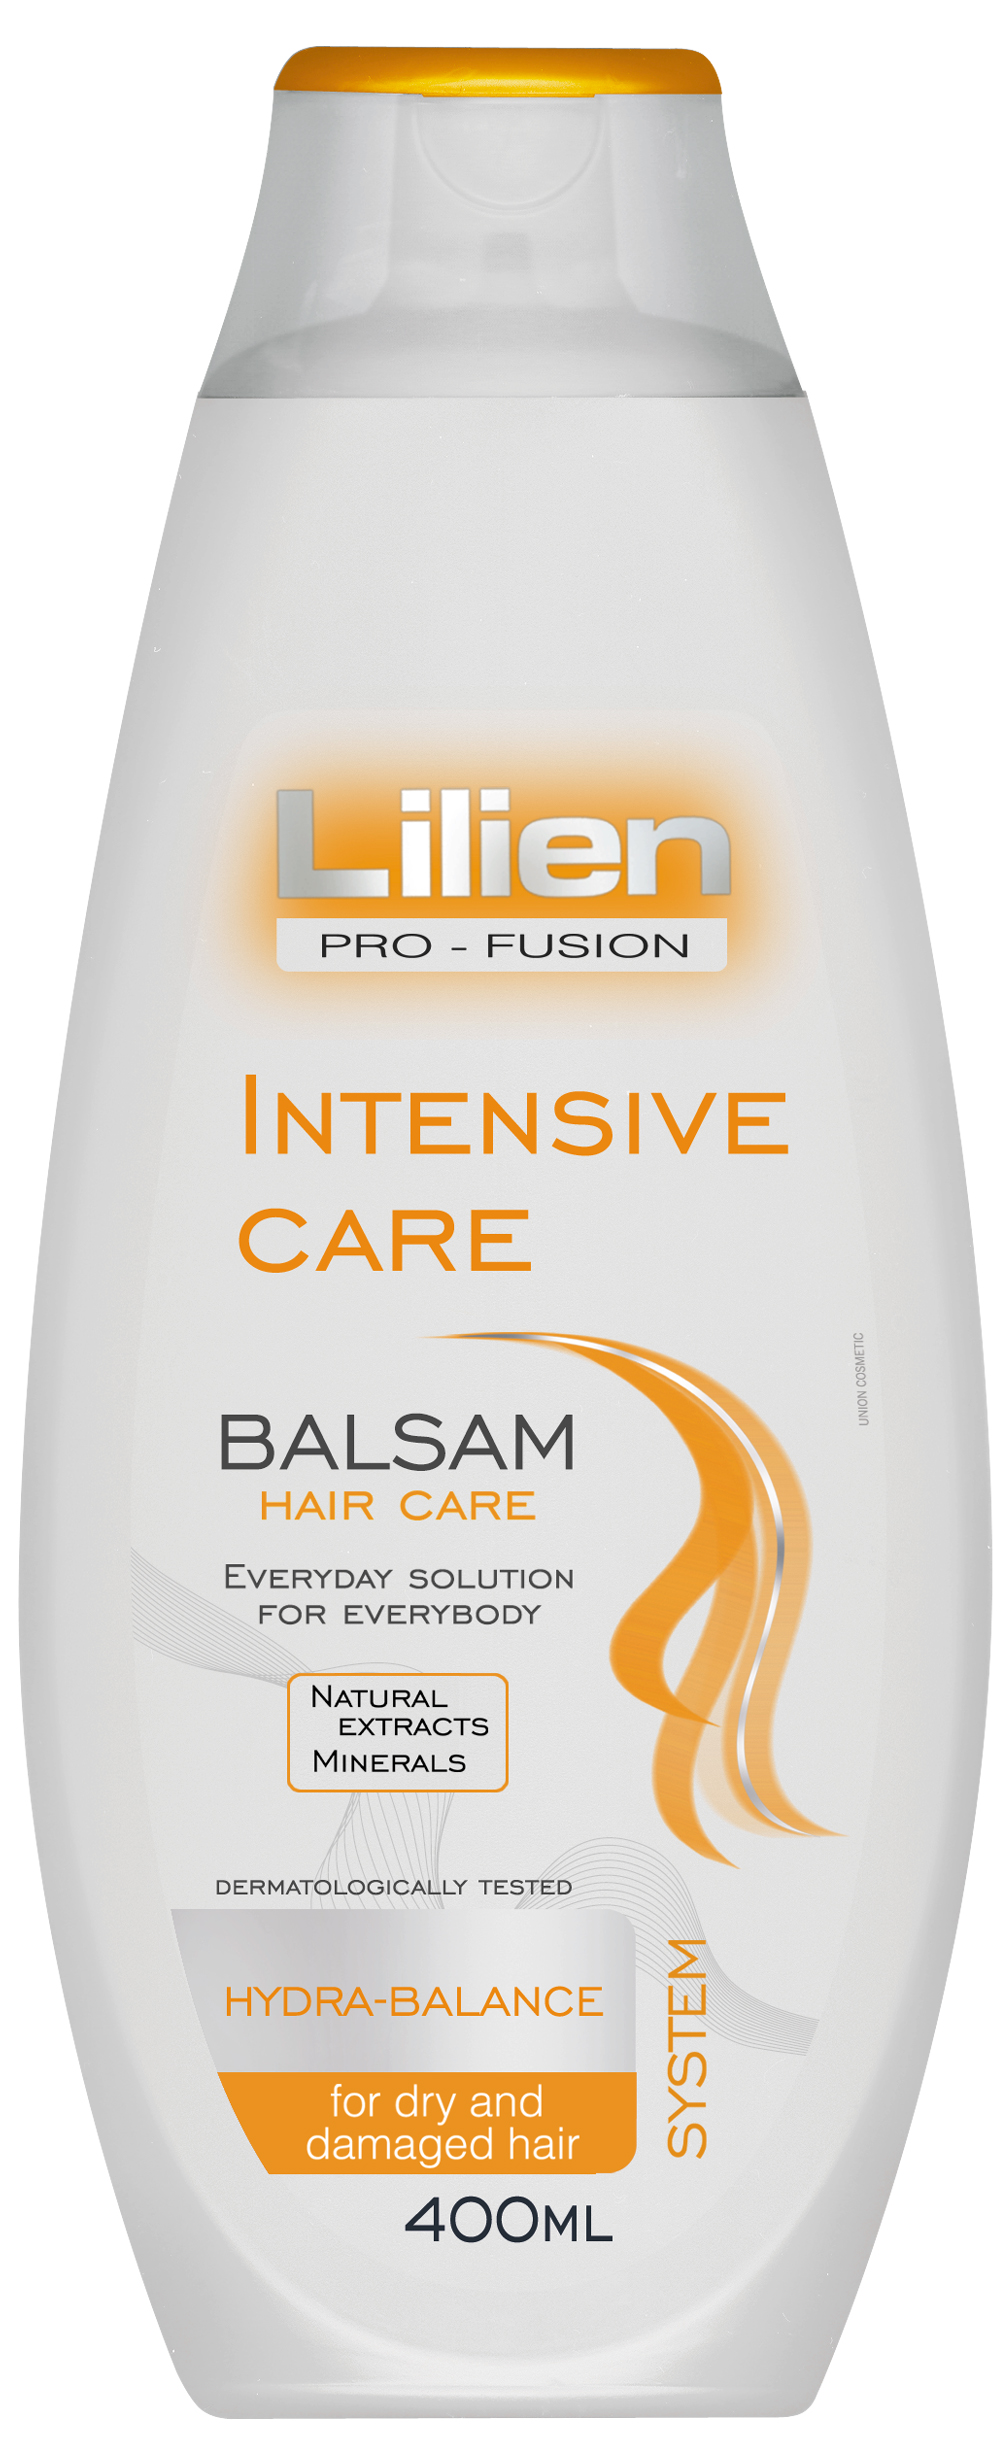 Lilien
PRO - FUSION
INTENSIVE
CARE
UNION COSMETIC
BALSAM
HAIR CARE
EVERYDAY SOLUTION
FOR EVERYBODY
NATURAL
EXTRACTS
MINERALS
DERMATOLOGICALLY TESTED
HYDRA-BALANCE
SYSTEM
for dry and
damaged hair
400ML